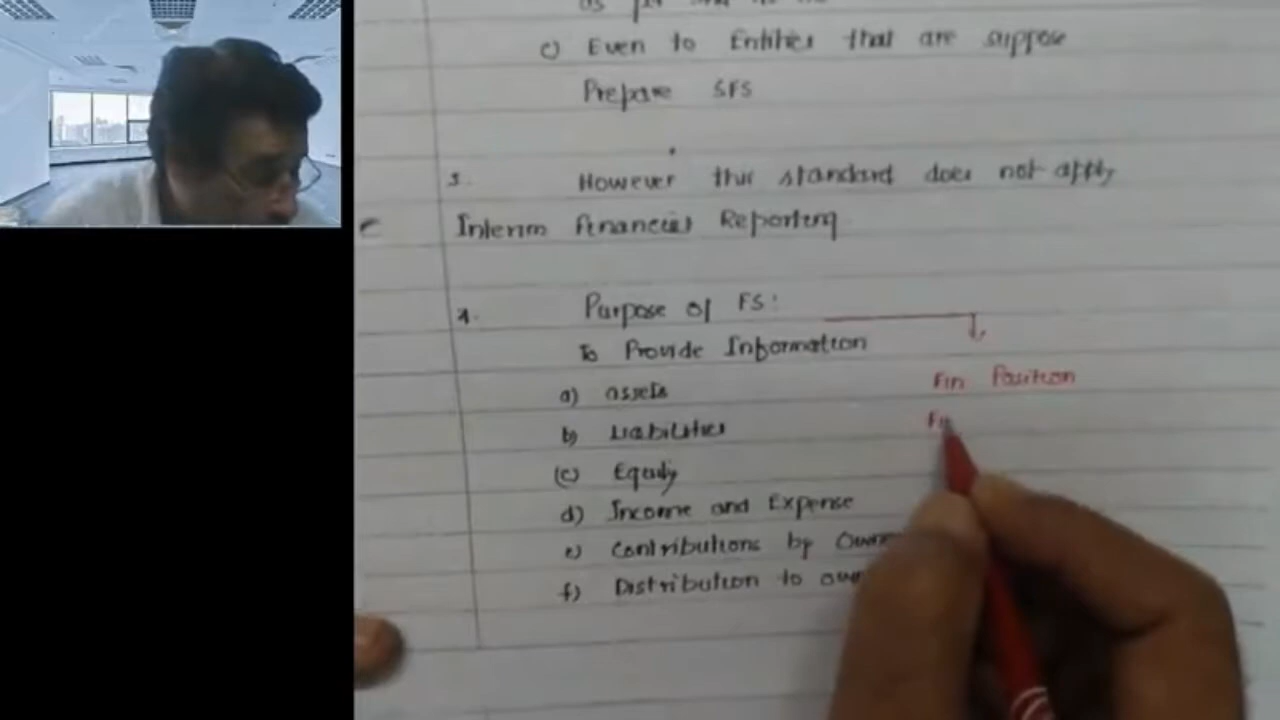 c) Even to Entities that are suppose
Prepare SFS
3. However this standard does not apply
Interim Financial Reporting
4. Purpose of FS:
To Provide Information
a) assets
Fin Position
b) Liabilities
Fin
(c) Equity
d) Income and Expense
e) Contributions by
f) Distribution to